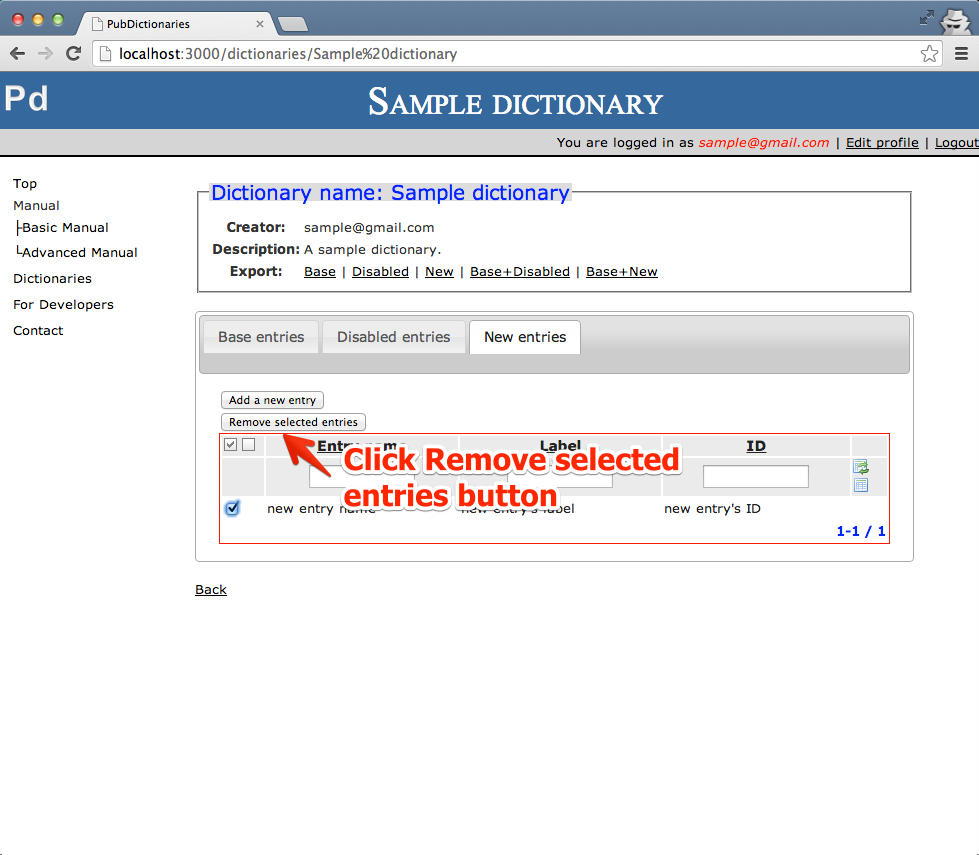 PubDictionaries
localhost:3000/dictionaries/Sample%20dictionary
Pd
SAMPLE DICTIONARY
You are logged in as sample@gmail.com | Edit profile | Logout
Top
Manual
├Basic Manual
└Advanced Manual
Dictionaries
For Developers
Contact
Dictionary name: Sample dictionary
Creator: sample@gmail.com
Description: A sample dictionary.
Export: Base | Disabled | New | Base+Disabled | Base+New
Base entries Disabled entries New entries
Add a new entry
Remove selected entries
Entry name Label ID
Click Remove selected
entries button
new entry name new entry's label new entry's ID
1-1 / 1
Back